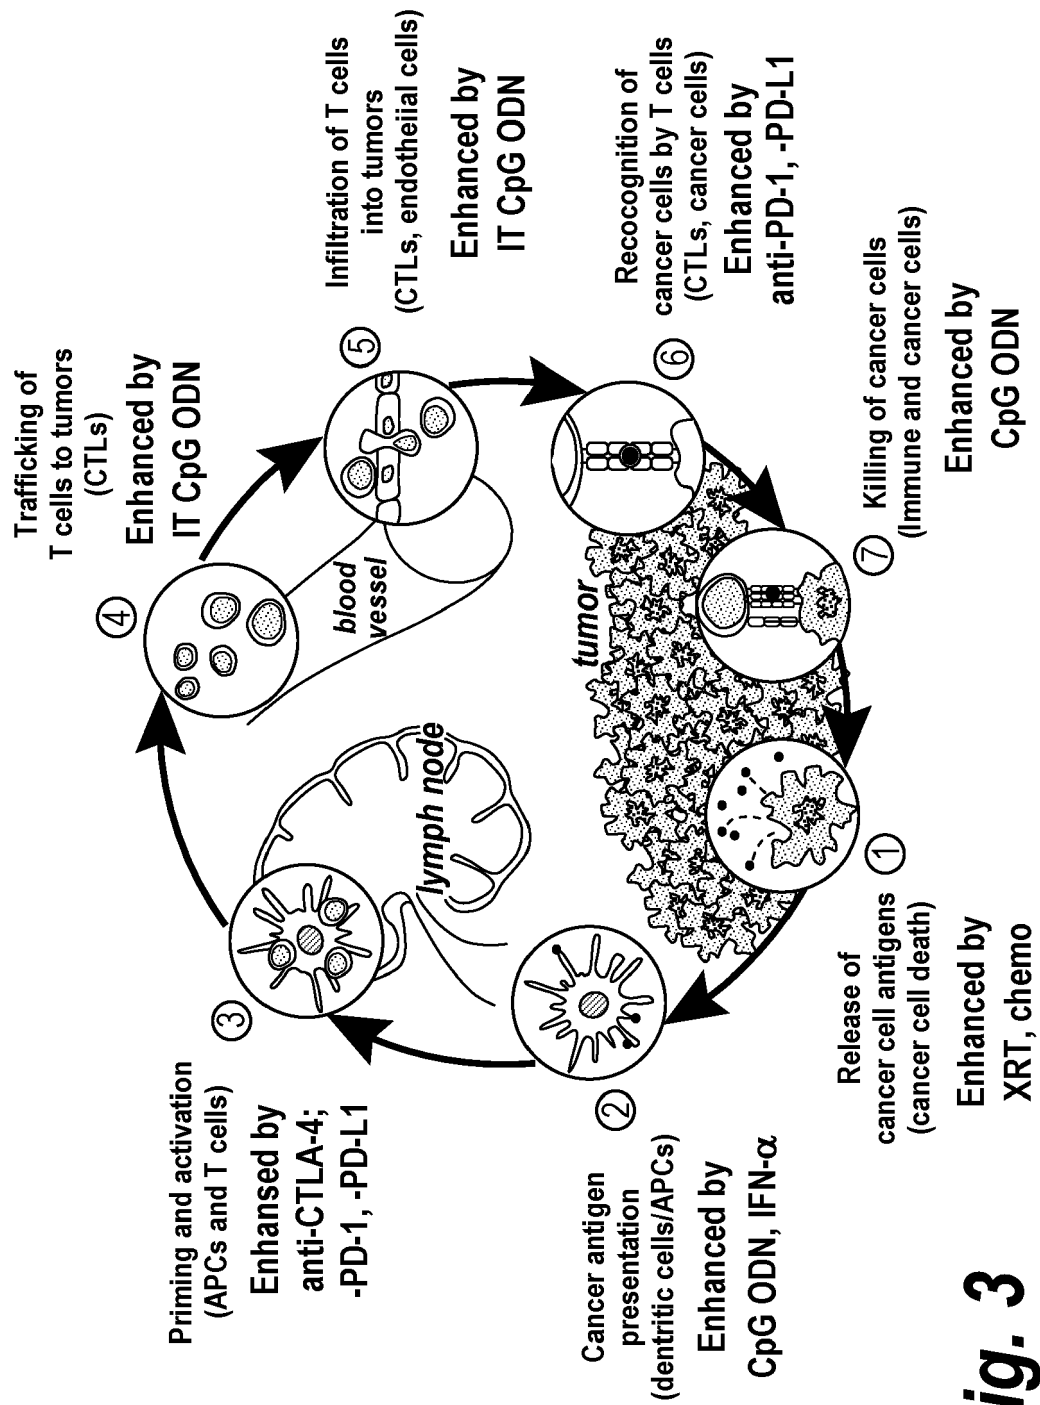 Trafficking of
T cells to tumors
(CTLs)
Enhanced by
IT CpG ODN
4
Infiltration of T cells
into tumors
(CTLs, endothelial cells)
Enhanced by
IT CpG ODN
5
Priming and activation
(APCs and T cells)
Enhansed by
anti-CTLA-4;
-PD-1, -PD-L1
3
blood
vessel
lymph node
tumor
Recocognition of
cancer cells by T cells
(CTLs, cancer cells)
Enhanced by
anti-PD-1, -PD-L1
6
Cancer antigen
presentation
(dentritic cells/APCs)
Enhanced by
CpG ODN, IFN-α
2
7
Killing of cancer cells
(Immune and cancer cells)
Enhanced by
CpG ODN
1
Release of
cancer cell antigens
(cancer cell death)
Enhanced by
XRT, chemo
ig. 3